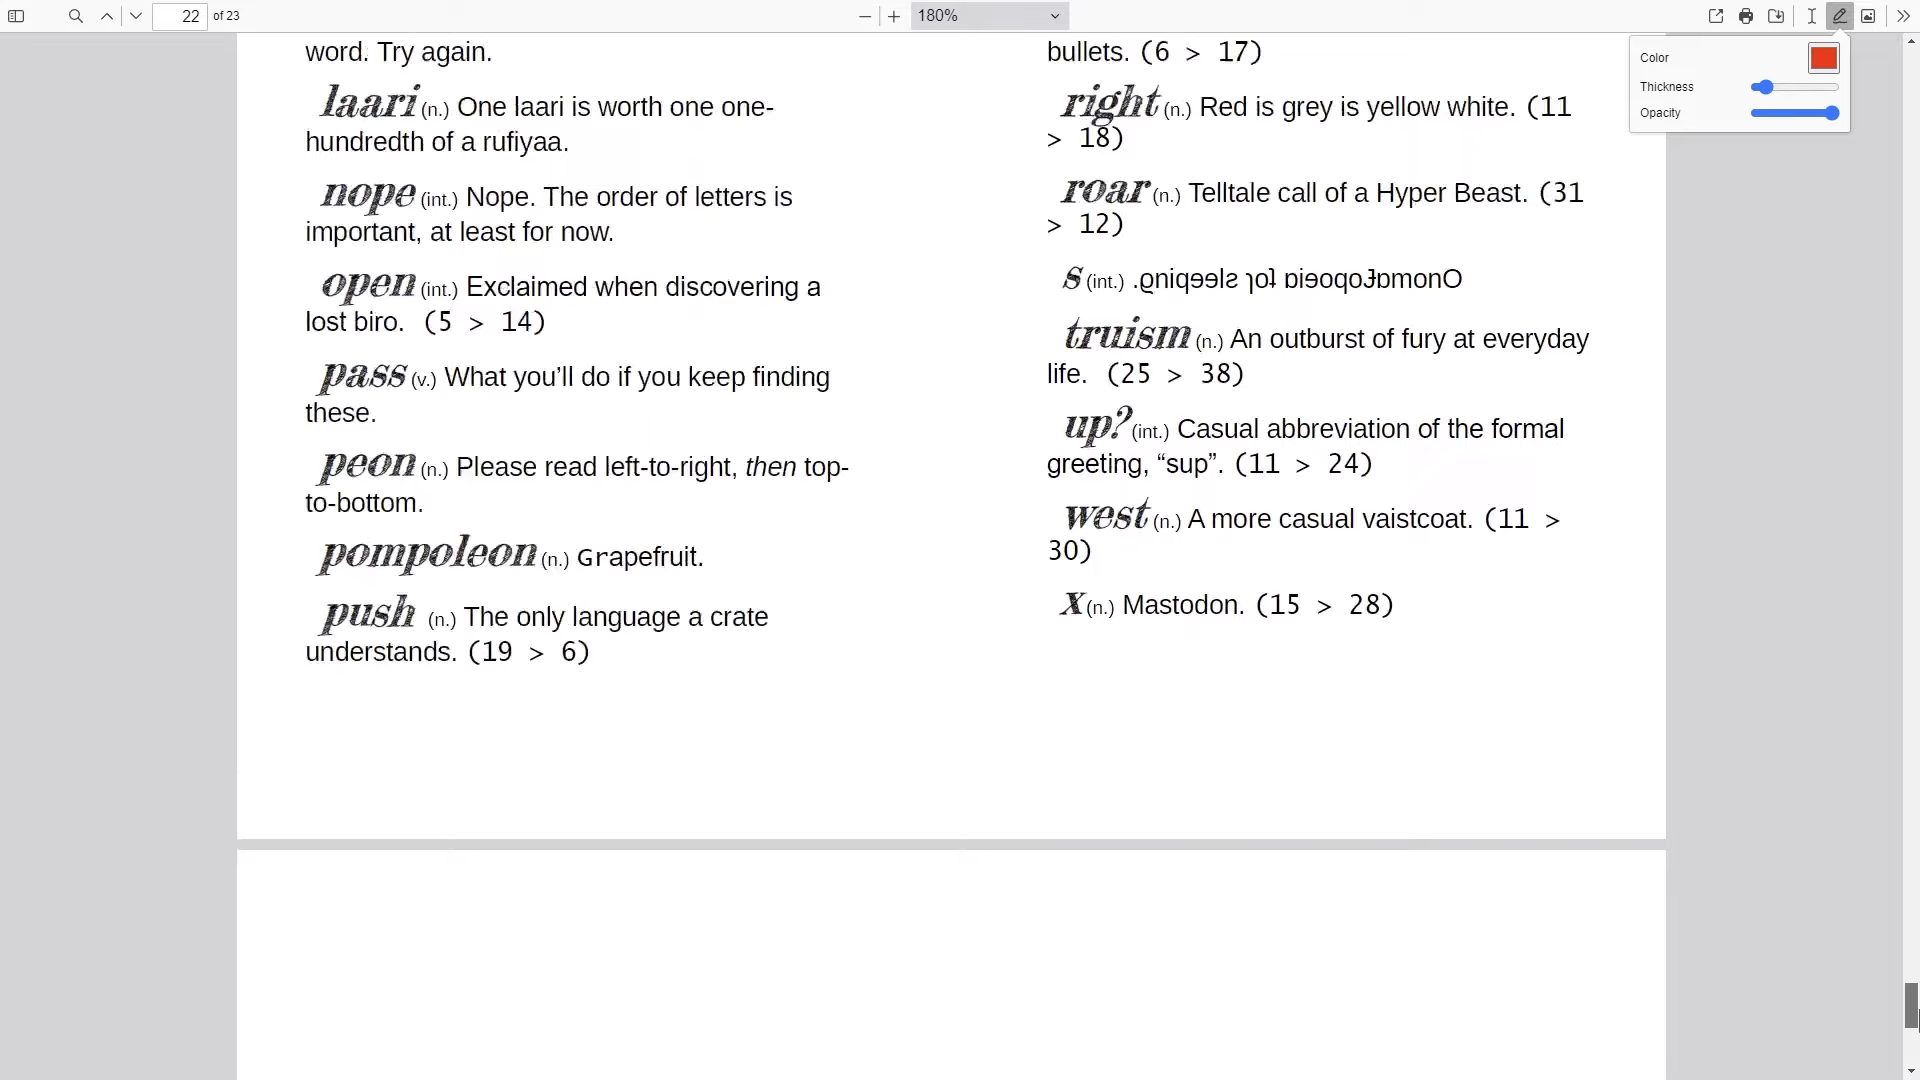 22 of 23
180%
Color
Thickness
Opacity
word. Try again.
laari (n.) One laari is worth one one-
hundredth of a rufiyaa.
nope (int.) Nope. The order of letters is
important, at least for now.
open (int.) Exclaimed when discovering a
lost biro. (5 > 14)
pass (v.) What you’ll do if you keep finding
these.
peon (n.) Please read left-to-right, then top-
to-bottom.
pompoleon (n.) Grapefruit.
push (n.) The only language a crate
understands. (19 > 6)
bullets. (6 > 17)
right (n.) Red is grey is yellow white. (11
> 18)
roar (n.) Telltale call of a Hyper Beast. (31
> 12)
s (int.) .gniqeels rof bieoqoTamonO
truism (n.) An outburst of fury at everyday
life. (25 > 38)
up? (int.) Casual abbreviation of the formal
greeting, “sup”. (11 > 24)
west (n.) A more casual vaistcoat. (11 >
30)
X (n.) Mastodon. (15 > 28)